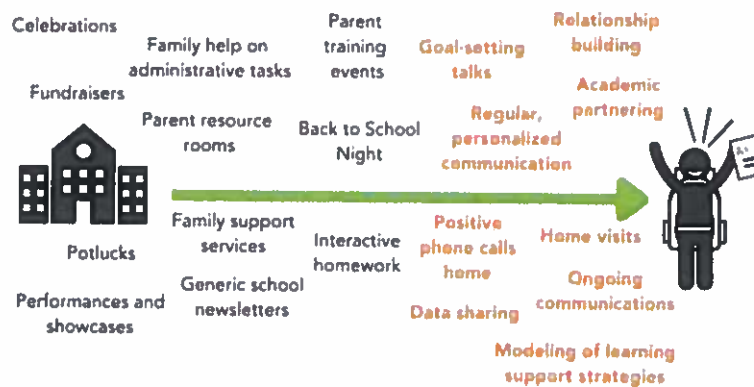 Celebrations
Family help on
administrative tasks
Parent
training
events
Goal-setting
talks
Relationship
building
Fundraisers
Parent resource
rooms
Back to School
Night
Regular,
personalized
communication
Academic
partnering
A+
Potlucks
Family support
services
Interactive
homework
Positive
phone calls
home
Home visits
Performances and
showcases
Generic school
newsletters
Data sharing
Ongoing
communications
Modeling of learning
support strategies